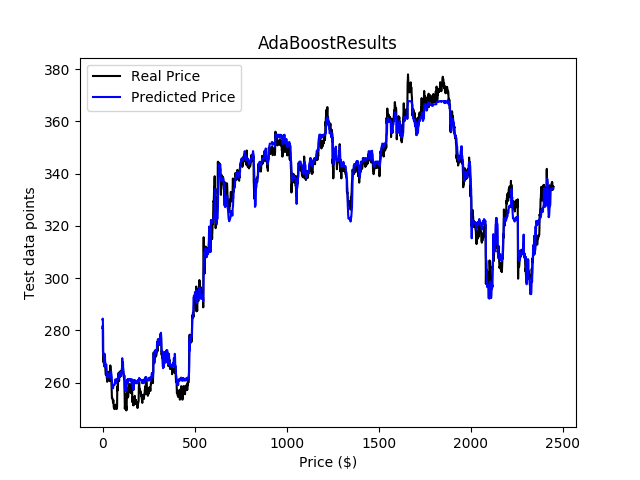 AdaBoostResults
Real Price
Predicted Price
380
360
340
320
300
280
260
Test data points
0
500
1000
1500
2000
2500
Price ($)